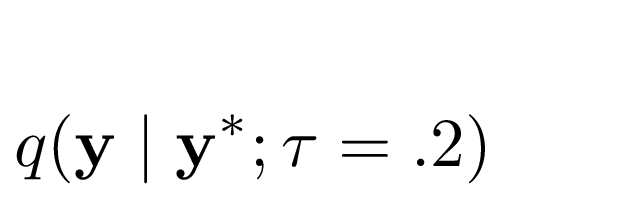 q(y | y*; τ = .2)